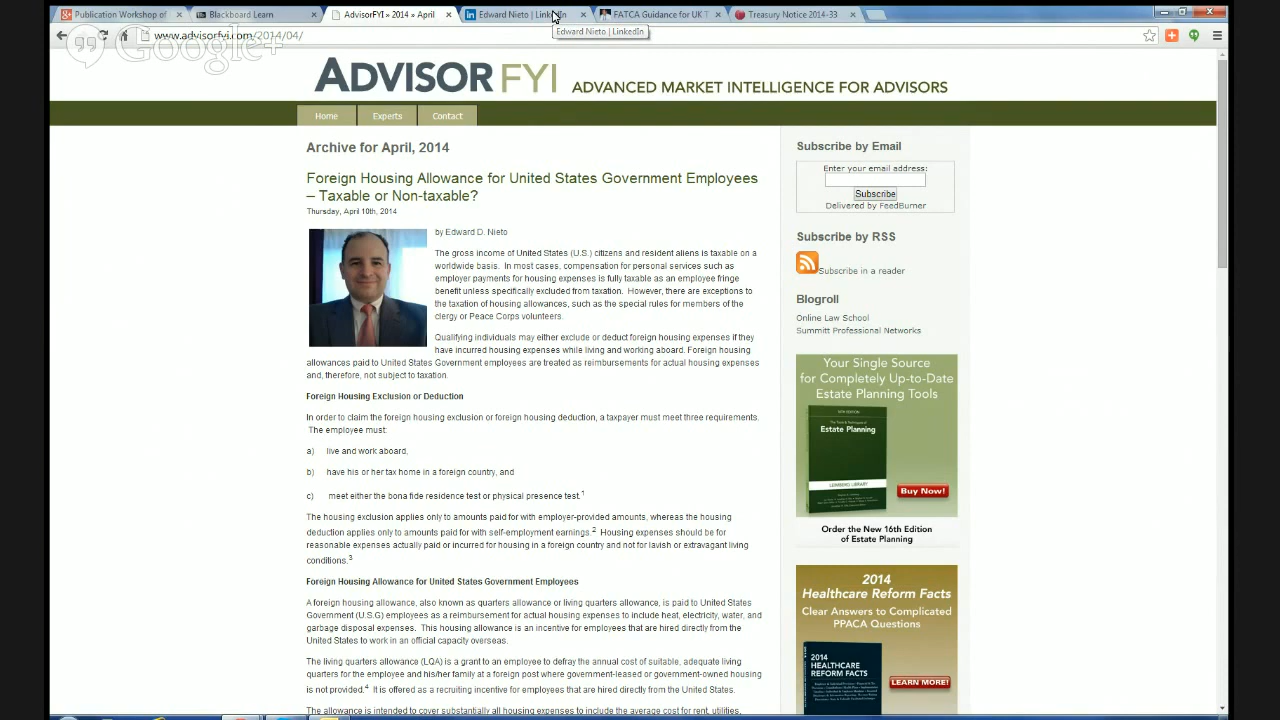 Publication Workshop of
Blackboard Learn
AdvisorFYI » 2014 » April
Edward Nieto | LinkedIn
FATCA Guidance for UK T
Treasury Notice 2014-33
Edward Nieto | LinkedIn
www.advisorfyi.com/2014/04/
Google+
ADVISOR FYI ADVANCED MARKET INTELLIGENCE FOR ADVISORS
Home
Experts
Contact
Archive for April, 2014
Foreign Housing Allowance for United States Government Employees
– Taxable or Non-taxable?
Thursday, April 10th, 2014
by Edward D. Nieto
The gross income of United States (U.S.) citizens and resident aliens is taxable on a
worldwide basis. In most cases, compensation for personal services such as
employer payments for housing expenses is fully taxable as an employee fringe
benefit unless specifically excluded from taxation. However, there are exceptions to
the taxation of housing allowances, such as the special rules for members of the
clergy or Peace Corps volunteers.
Qualifying individuals may either exclude or deduct foreign housing expenses if they
have incurred housing expenses while living and working aboard. Foreign housing
allowances paid to United States Government employees are treated as reimbursements for actual housing expenses
and, therefore, not subject to taxation.
Foreign Housing Exclusion or Deduction
In order to claim the foreign housing exclusion or foreign housing deduction, a taxpayer must meet three requirements.
The employee must:
a) live and work aboard,
b) have his or her tax home in a foreign country, and
c) meet either the bona fide residence test or physical presence test.1
The housing exclusion applies only to amounts paid for with employer-provided amounts, whereas the housing
deduction applies only to amounts paid for with self-employment earnings.2 Housing expenses should be for
reasonable expenses actually paid or incurred for housing in a foreign country and not for lavish or extravagant living
conditions.3
Foreign Housing Allowance for United States Government Employees
A foreign housing allowance, also known as quarters allowance or living quarters allowance, is paid to United States
Government (U.S.G) employees as a reimbursement for actual housing expenses to include heat, electricity, water, and
garbage disposal expenses. This housing allowance is an incentive for employees that are hired directly from the
United States to work in an official capacity overseas.
The living quarters allowance (LQA) is a grant to an employee to defray the annual cost of suitable, adequate living
quarters for the employee and his/her family at a foreign post
government-leased or government-owned housing
recruiting incentive for employees
directly from the United States
substantially all housing expenses to include the average cost for rent, utilities,
Subscribe by Email
Enter your email address:
Subscribe
Delivered by FeedBurner
Subscribe by RSS
Subscribe in a reader
Blogroll
Online Law School
Summitt Professional Networks
Your Single Source
for Completely Up-to-Date
Estate Planning Tools
Estate Planning
LEIMBERG LIBRARY
Buy Now!
Order the New 16th Edition
of Estate Planning
2014
Healthcare Reform Facts
Clear Answers to Complicated
PPACA Questions
2014
HEALTHCARE
REFORM FACTS
LEARN MORE!